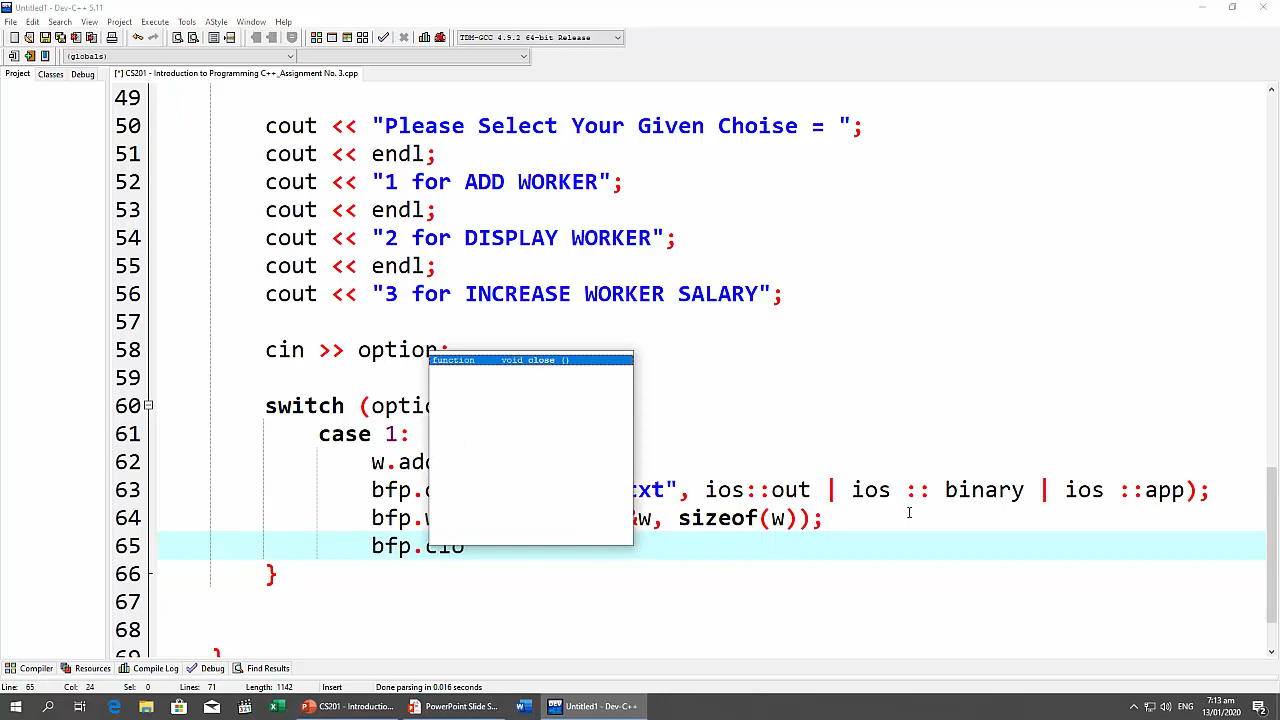 Untitled1 - Dev-C++ 5.11
File Edit Search View Project Execute Tools AStyle Window Help
TDM-GCC 4.9.2 64-bit Release
(globals)
Project Classes Debug [*] CS201 - Introduction to Programming C++_Assignment No. 3.cpp
49
50 cout << "Please Select Your Given Choise = ";
51 cout << endl;
52 cout << "1 for ADD WORKER";
53 cout << endl;
54 cout << "2 for DISPLAY WORKER";
55 cout << endl;
56 cout << "3 for INCREASE WORKER SALARY";
57
58 cin >> option;
function void close ()
59
60 switch (optio
61 case 1:
62 w.add
63 bfp. xt", ios::out | ios :: binary | ios ::app);
64 bfp. &w, sizeof(w));
65 bfp.clo
66 }
67
68
69 }
Compiler Resources Compile Log Debug Find Results
Line: 65 Col: 24 Sel: 0 Lines: 71 Length: 1142 Insert Done parsing in 0.016 seconds
CS201 - Introductio... PowerPoint Slide S... Untitled1 - Dev-C++ ENG 7:13 pm
13/01/2020
2